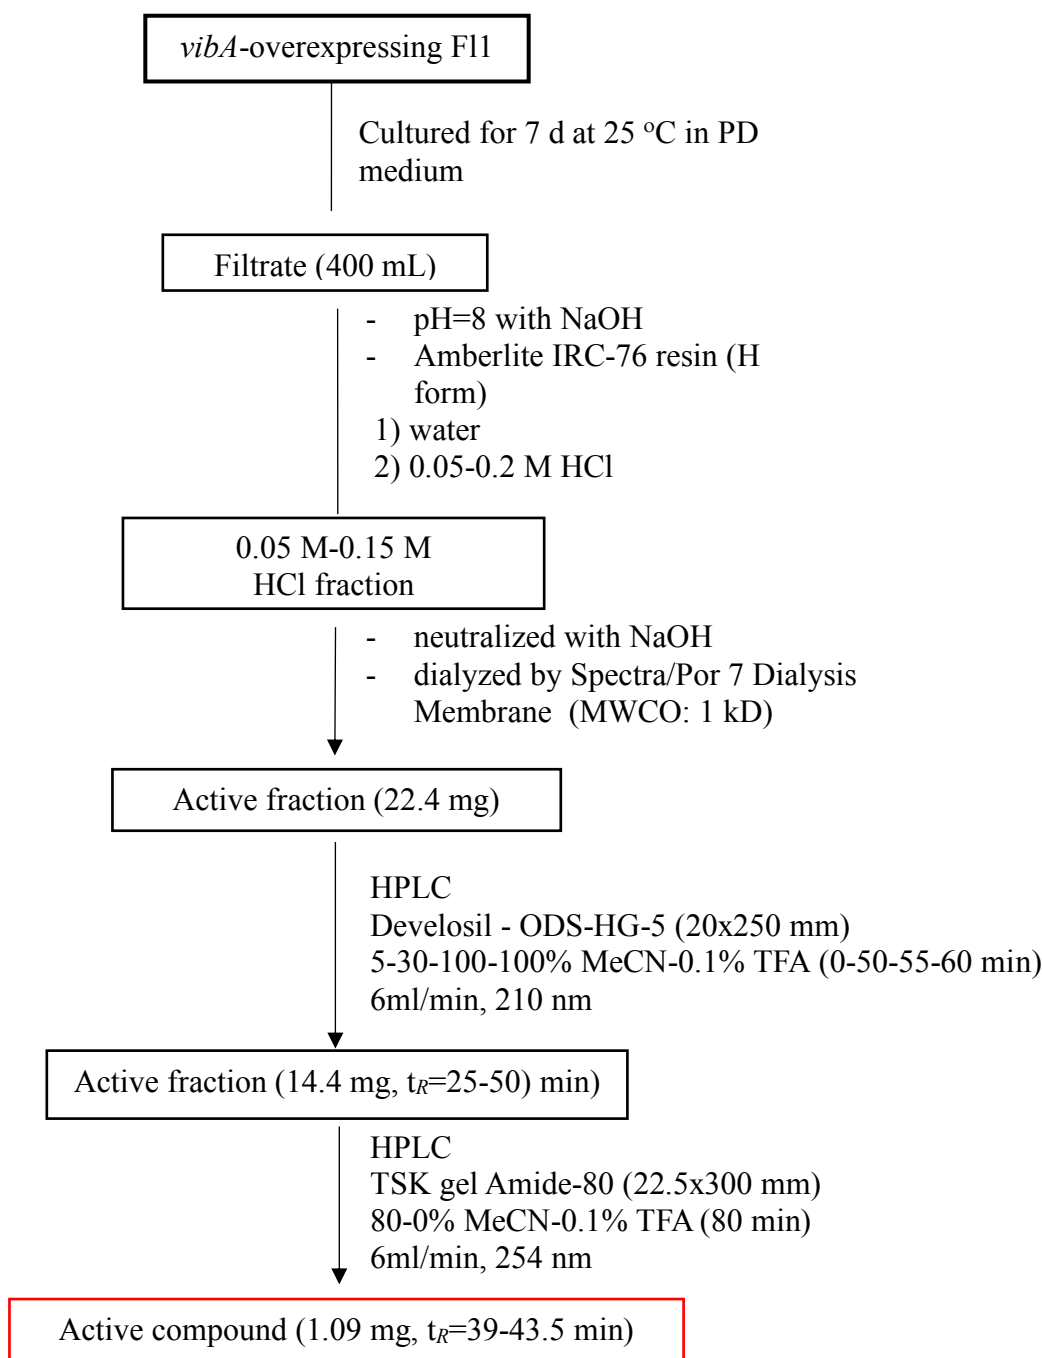 vibA-overexpressing Fl1
Cultured for 7 d at 25 °C in PD
medium
Filtrate (400 mL)
- pH=8 with NaOH
- Amberlite IRC-76 resin (H
form)
1) water
2) 0.05-0.2 M HCl
0.05 M-0.15 M
HCl fraction
- neutralized with NaOH
- dialyzed by Spectra/Por 7 Dialysis
Membrane (MWCO: 1 kD)
Active fraction (22.4 mg)
HPLC
Develosil - ODS-HG-5 (20x250 mm)
5-30-100-100% MeCN-0.1% TFA (0-50-55-60 min)
6ml/min, 210 nm
Active fraction (14.4 mg, tR=25-50) min)
HPLC
TSK gel Amide-80 (22.5x300 mm)
80-0% MeCN-0.1% TFA (80 min)
6ml/min, 254 nm
Active compound (1.09 mg, tR=39-43.5 min)